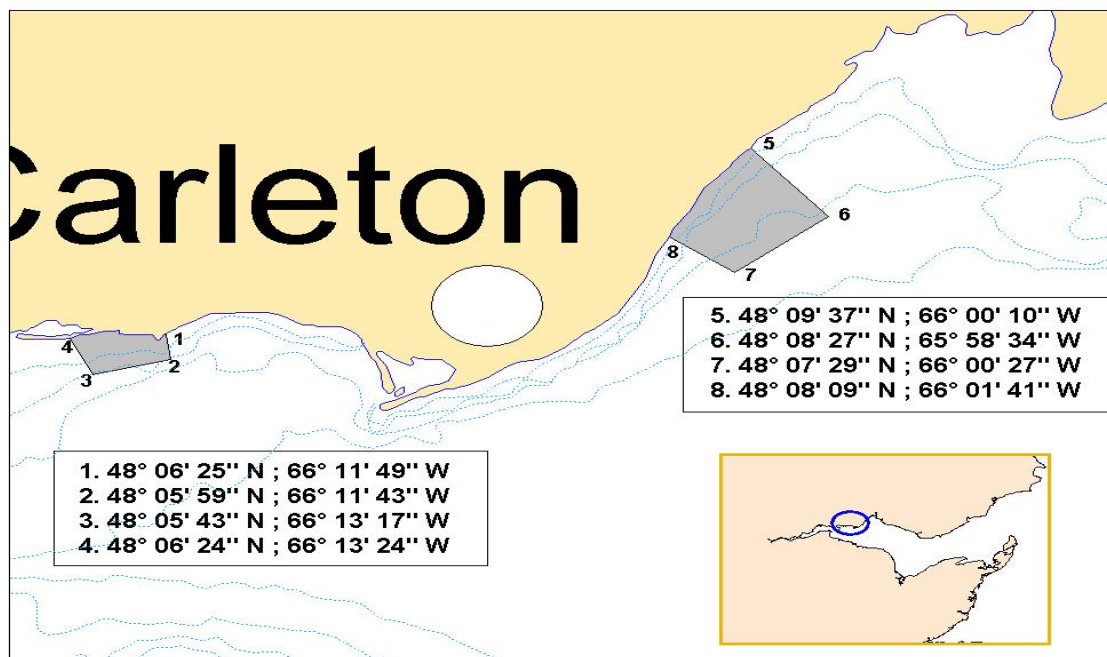 Carleton
5
6
8
7
1
4
2
3
5. 48° 09' 37'' N ; 66° 00' 10'' W
6. 48° 08' 27'' N ; 65° 58' 34'' W
7. 48° 07' 29'' N ; 66° 00' 27'' W
8. 48° 08' 09'' N ; 66° 01' 41'' W
1. 48° 06' 25'' N ; 66° 11' 49'' W
2. 48° 05' 59'' N ; 66° 11' 43'' W
3. 48° 05' 43'' N ; 66° 13' 17'' W
4. 48° 06' 24'' N ; 66° 13' 24'' W